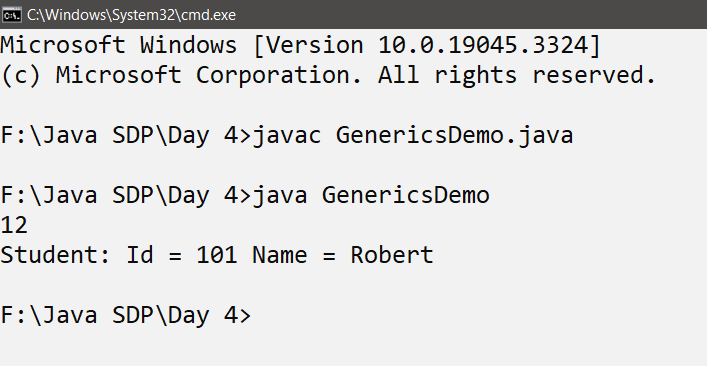 C:\Windows\System32\cmd.exe
Microsoft Windows [Version 10.0.19045.3324]
(c) Microsoft Corporation. All rights reserved.
F:\Java SDP\Day 4>javac GenericsDemo.java
F:\Java SDP\Day 4>java GenericsDemo
12
Student: Id = 101 Name = Robert
F:\Java SDP\Day 4>